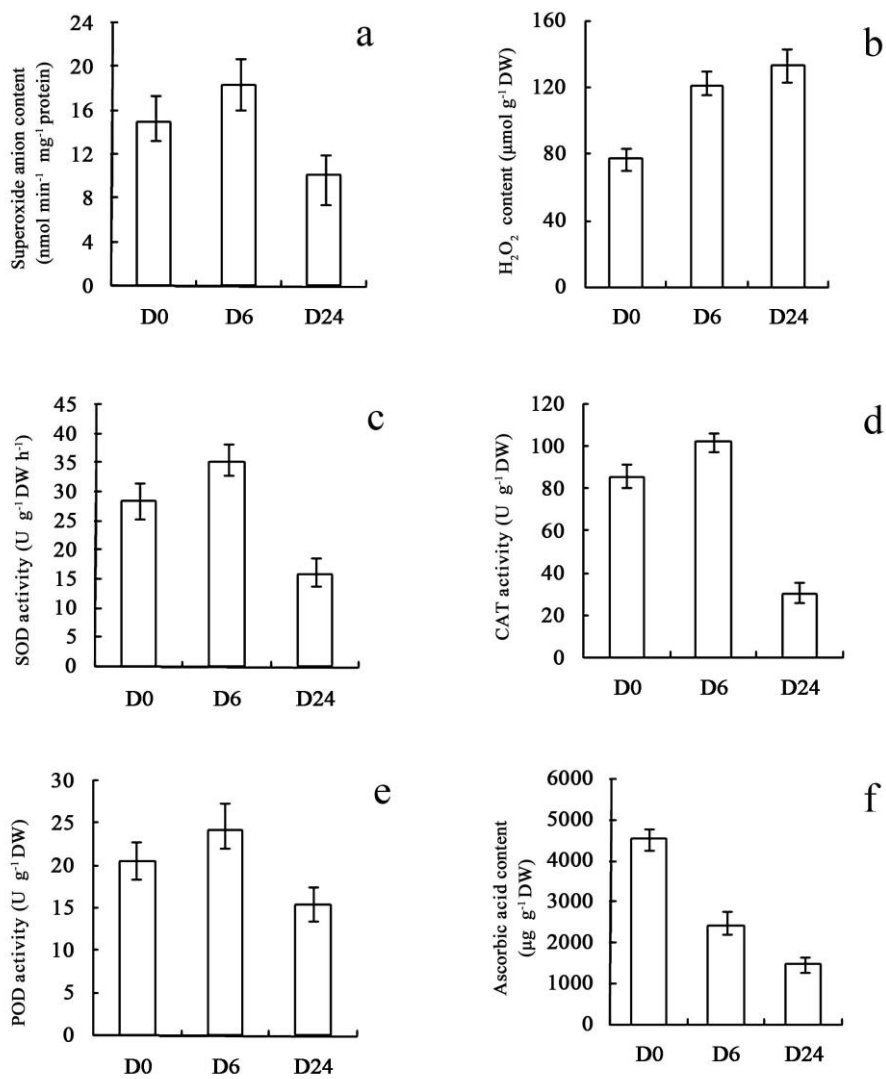 a
Superoxide anion content
(nmol min⁻¹ mg⁻¹ protein)
24
20
16
12
8
4
0
D0 D6 D24
b
H₂O₂ content (μmol g⁻¹ DW)
160
120
80
40
0
D0 D6 D24
c
SOD activity (U g⁻¹ DW h⁻¹)
45
40
35
30
25
20
15
10
5
0
D0 D6 D24
d
CAT activity (U g⁻¹ DW)
120
100
80
60
40
20
0
D0 D6 D24
e
POD activity (U g⁻¹ DW)
30
25
20
15
10
5
0
D0 D6 D24
f
Ascorbic acid content
(μg g⁻¹ DW)
6000
5000
4000
3000
2000
1000
0
D0 D6 D24